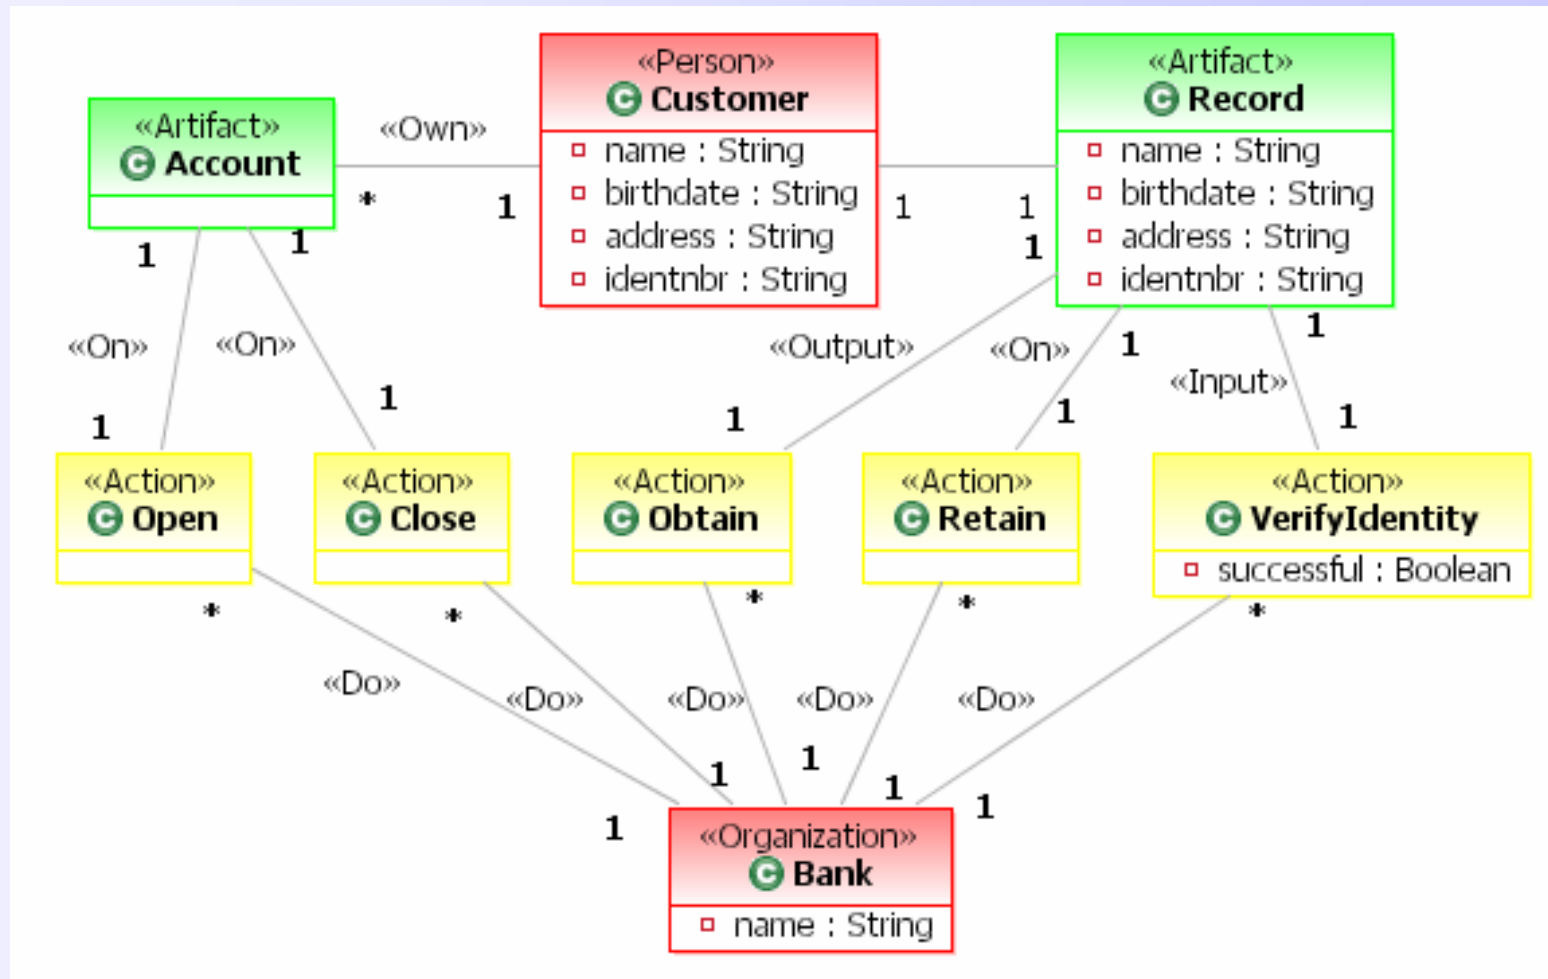 «Person»
C Customer
name : String
birthdate : String
address : String
identnbr : String
«Artifact»
C Record
name : String
birthdate : String
address : String
identnbr : String
«Artifact»
C Account
«Own»
*
1
1
1
1
1
1
1
1
«On»
«On»
«Output»
«On»
«Input»
1
1
1
1
1
«Action»
C Open
«Action»
C Close
«Action»
C Obtain
«Action»
C Retain
«Action»
C VerifyIdentity
successful : Boolean
*
*
*
*
*
«Do»
«Do»
«Do»
«Do»
«Do»
1
1
1
1
1
«Organization»
C Bank
name : String